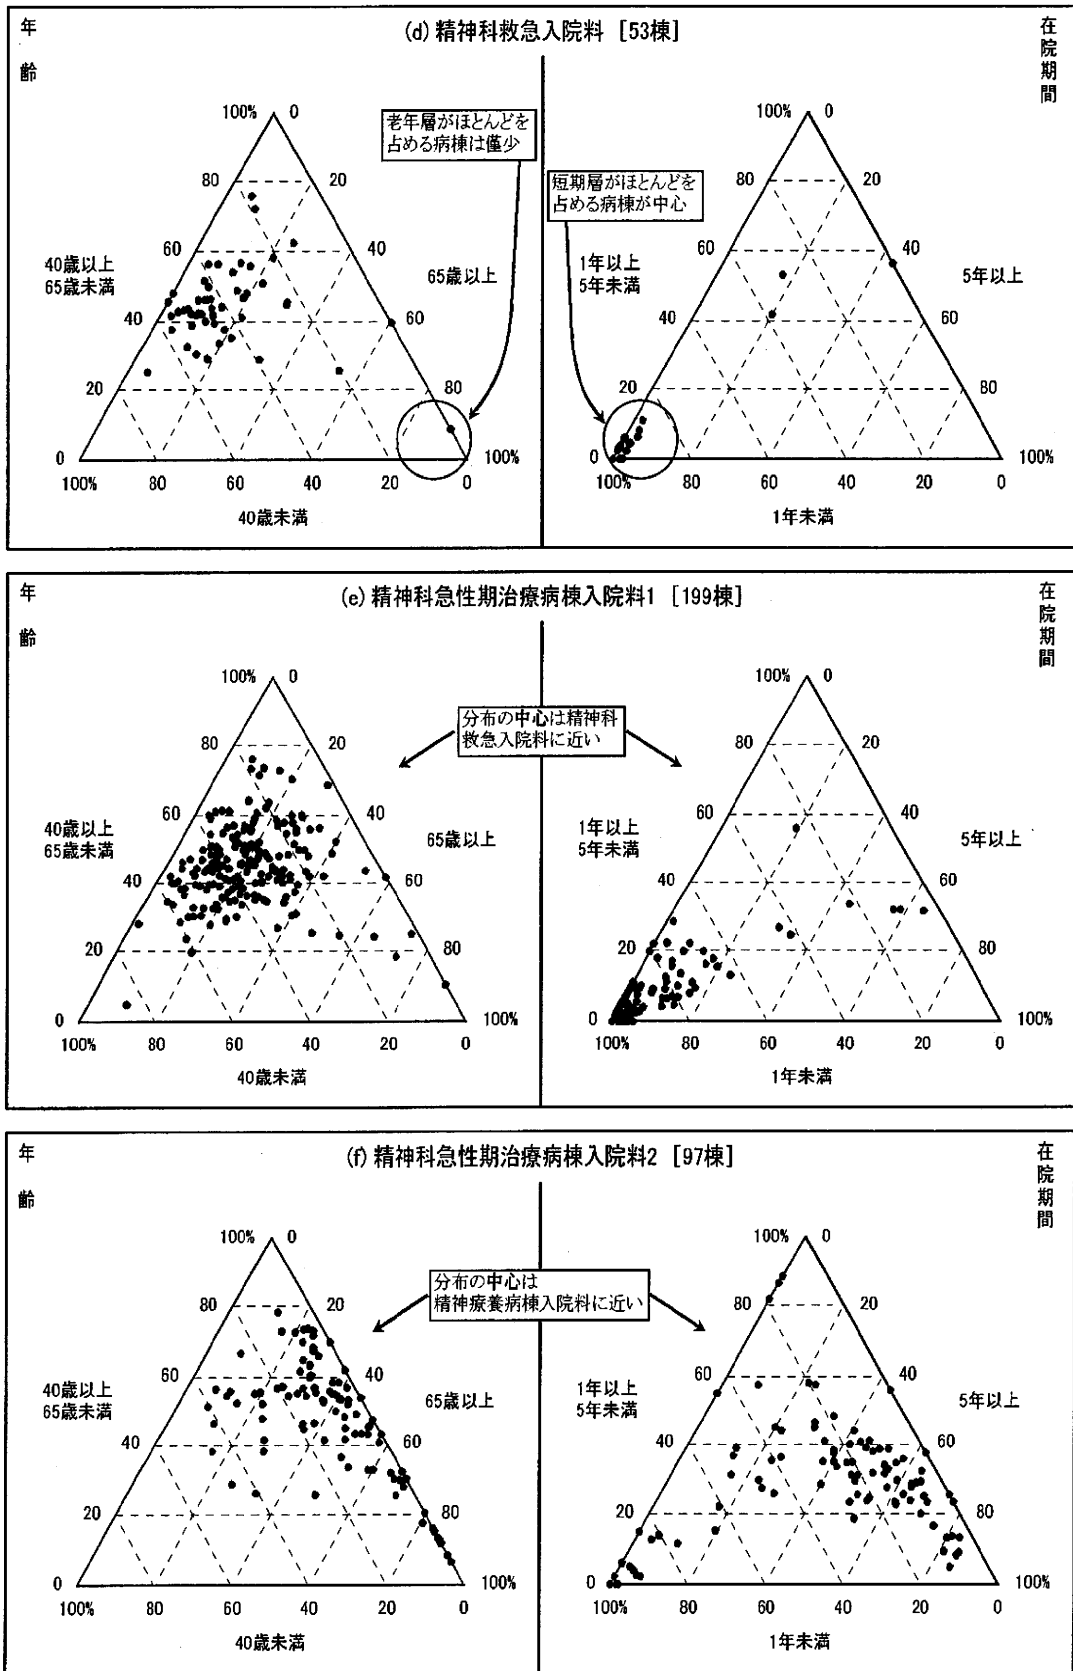 (d) 精神科救急入院料 [53棟]
年齢
在院期間
100% 0
老年層がほとんどを
占める病棟は僅少
80 20
60 40
40歳以上
65歳未満
65歳以上
40 60
20 80
0 100%
100% 80 60 40 20 0
40歳未満
100% 0
短期層がほとんどを
占める病棟が中心
80 20
60 40
1年以上
5年未満
5年以上
40 60
20 80
0 100%
100% 80 60 40 20 0
1年未満
(e) 精神科急性期治療病棟入院料1 [199棟]
年齢
在院期間
分布の中心は精神科
救急入院料に近い
100% 0
80 20
60 40
40歳以上
65歳未満
65歳以上
40 60
20 80
0 100%
100% 80 60 40 20 0
40歳未満
100% 0
80 20
60 40
1年以上
5年未満
5年以上
40 60
20 80
0 100%
100% 80 60 40 20 0
1年未満
(f) 精神科急性期治療病棟入院料2 [97棟]
年齢
在院期間
分布の中心は
精神療養病棟入院料に近い
100% 0
80 20
60 40
40歳以上
65歳未満
65歳以上
40 60
20 80
0 100%
100% 80 60 40 20 0
40歳未満
100% 0
80 20
60 40
1年以上
5年未満
5年以上
40 60
20 80
0 100%
100% 80 60 40 20 0
1年未満